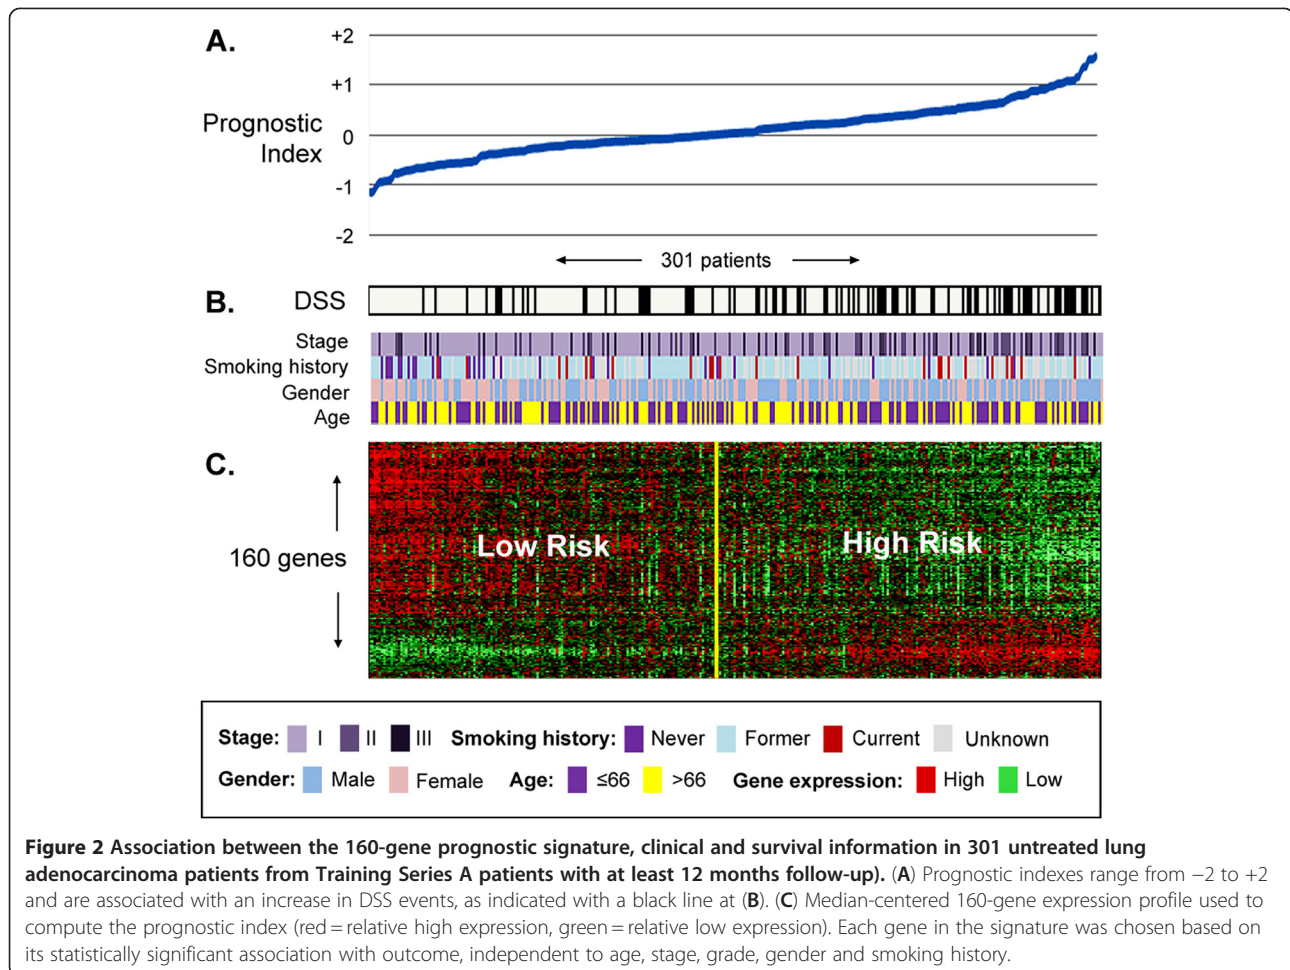 A.
+2
+1
Prognostic
Index
0
-1
-2
301 patients
B.
DSS
Stage
Smoking history
Gender
Age
C.
160 genes
Low Risk
High Risk
Stage: I II III Smoking history: Never Former Current Unknown
Gender: Male Female Age: ≤66 >66 Gene expression: High Low
Figure 2 Association between the 160-gene prognostic signature, clinical and survival information in 301 untreated lung
adenocarcinoma patients from Training Series A patients with at least 12 months follow-up). (A) Prognostic indexes range from −2 to +2
and are associated with an increase in DSS events, as indicated with a black line at (B). (C) Median-centered 160-gene expression profile used to
compute the prognostic index (red = relative high expression, green = relative low expression). Each gene in the signature was chosen based on
its statistically significant association with outcome, independent to age, stage, grade, gender and smoking history.